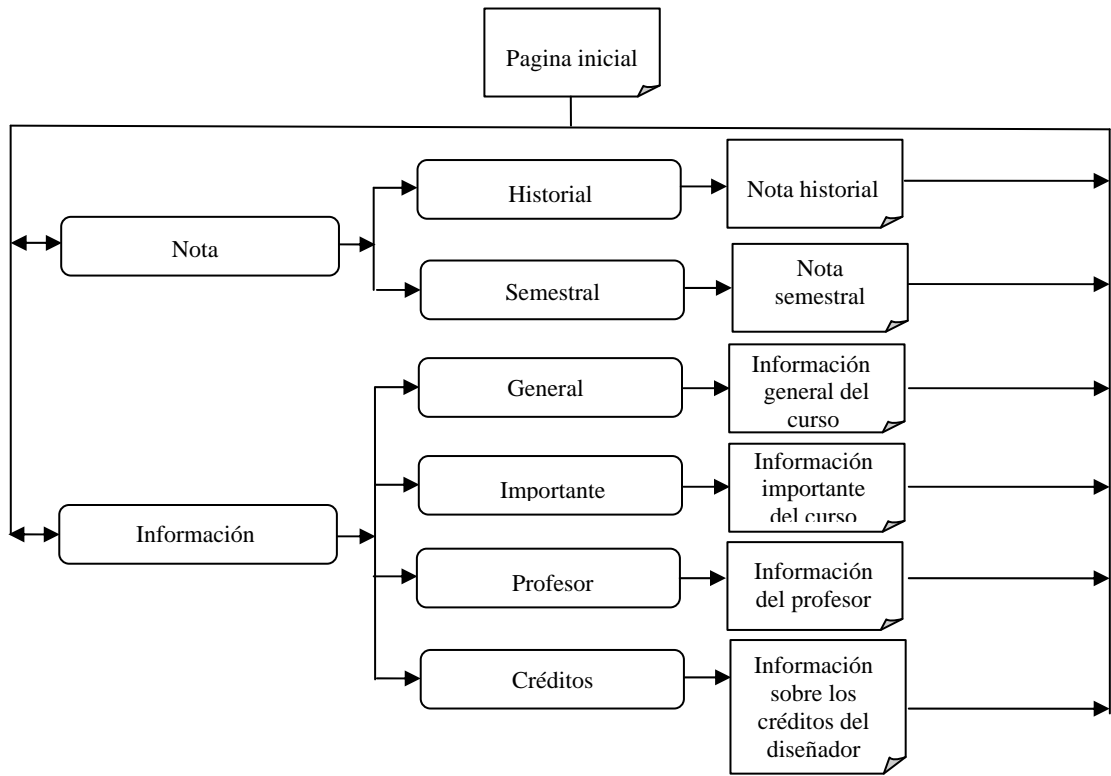 Pagina inicial
Historial
Nota historial
Nota
Semestral
Nota
semestral
General
Información
general del
curso
Importante
Información
importante
del curso
Información
Profesor
Información
del profesor
Créditos
Información
sobre los
créditos del
diseñador